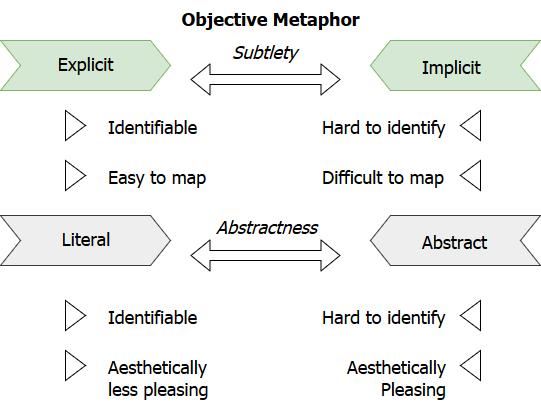 Objective Metaphor
Explicit
Subtlety
Implicit
Identifiable
Hard to identify
Easy to map
Difficult to map
Literal
Abstractness
Abstract
Identifiable
Hard to identify
Aesthetically
less pleasing
Aesthetically
Pleasing